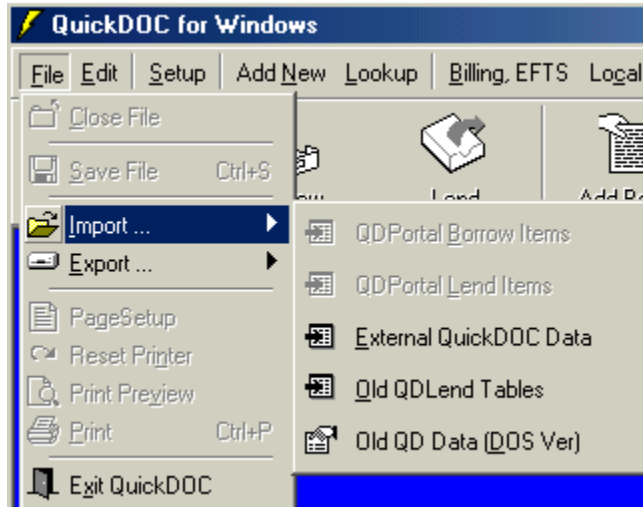 QuickDOC for Windows
File Edit Setup Add New Lookup Billing, EFTS Local
Close File
Save File Ctrl+S
Lend Add
Import ...
Export ...
PageSetup
Reset Printer
Print Preview
Print Ctrl+P
Exit QuickDOC
QDPortal Borrow Items
QDPortal Lend Items
External QuickDOC Data
Old QDLend Tables
Old QD Data (DOS Ver)